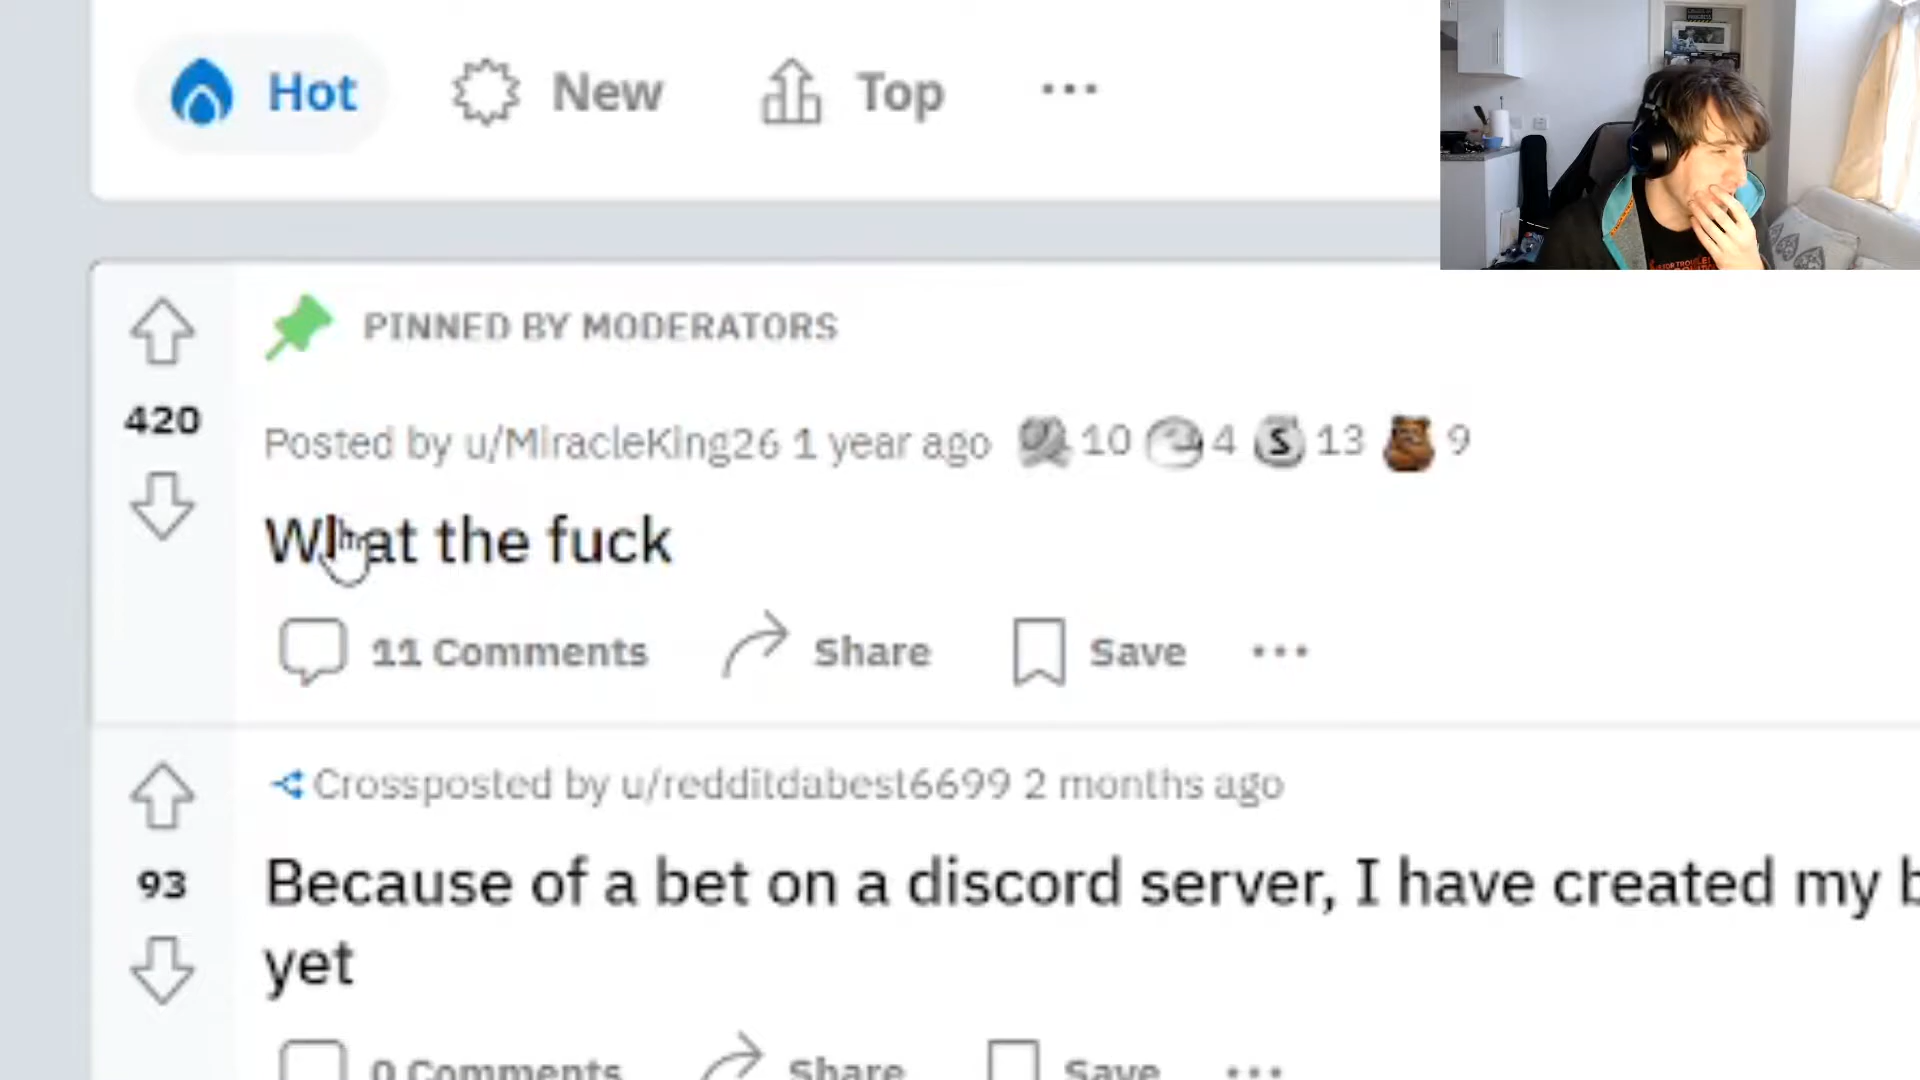 Hot New Top
PINNED BY MODERATORS
420
Posted by u/MiracleKing26 1 year ago 10 4 13 9
What the fuck
11 Comments Share Save
Crossposted by u/redditdabest6699 2 months ago
93
Because of a bet on a discord server, I have created my
yet
0 Comments Share Save